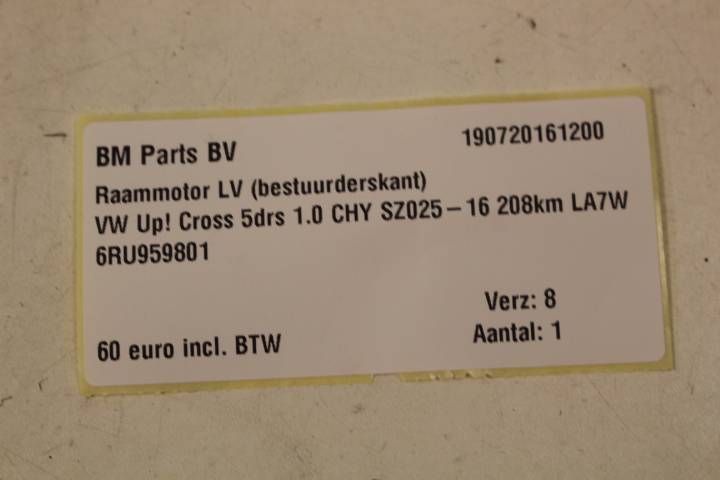 BM Parts BV
190720161200
Raammotor LV (bestuurderskant)
VW Up! Cross 5drs 1.0 CHY SZ025-16 208km LA7W
6RU959801
Verz: 8
60 euro incl. BTW
Aantal: 1